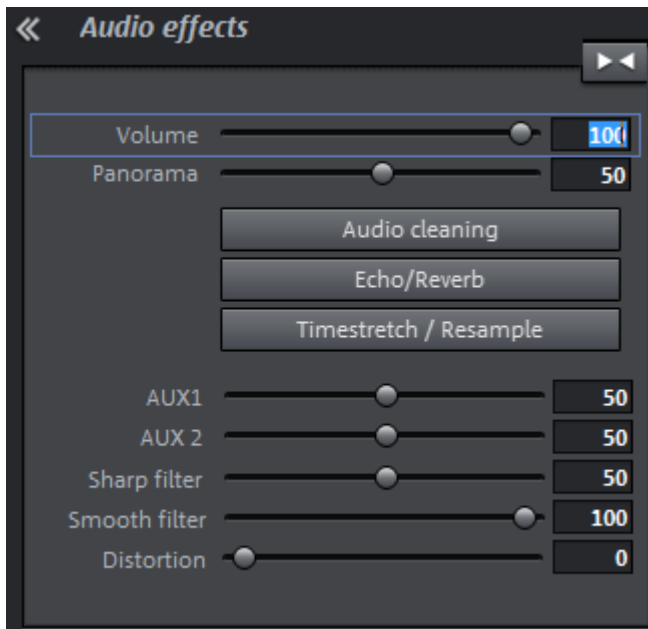 Audio effects
Volume 100
Panorama 50
Audio cleaning
Echo/Reverb
Timestretch / Resample
AUX1 50
AUX 2 50
Sharp filter 50
Smooth filter 100
Distortion 0